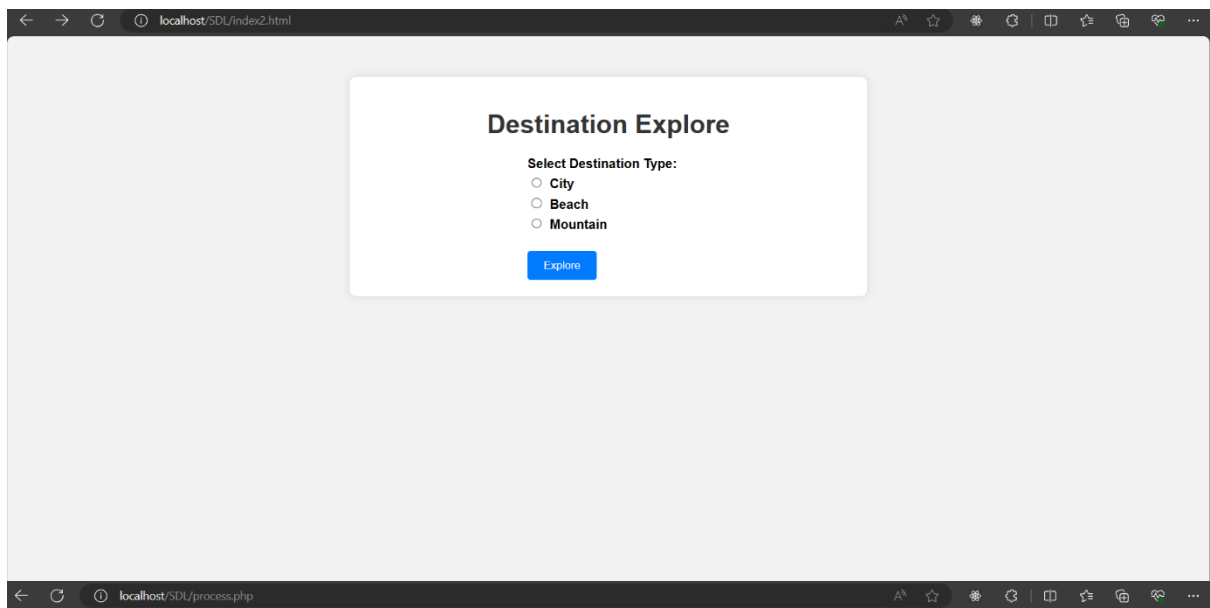 localhost/SDL/index2.html
Destination Explore
Select Destination Type:
City
Beach
Mountain
Explore
localhost/SDL/process.php